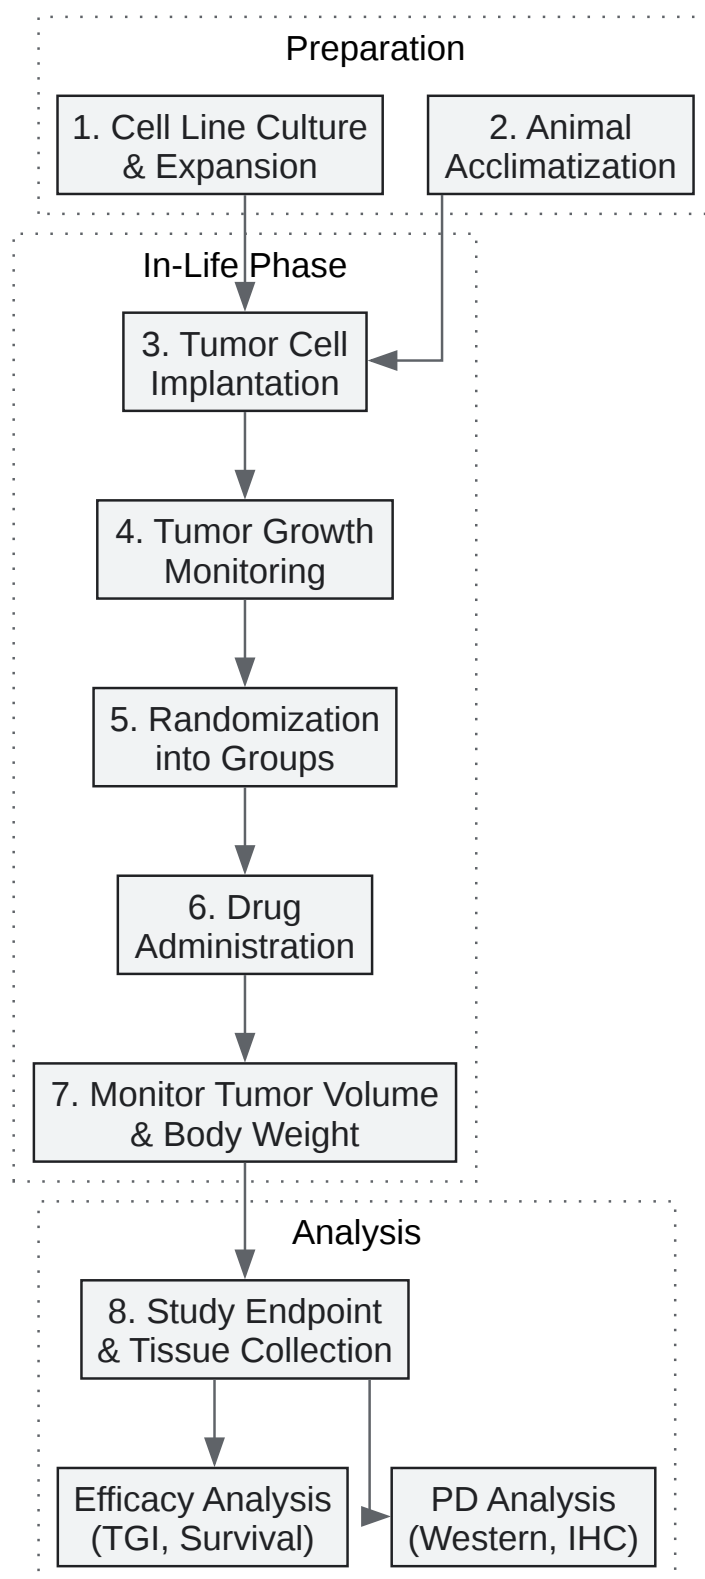 Preparation
1. Cell Line Culture
& Expansion
2. Animal
Acclimatization
In-Life Phase
3. Tumor Cell
Implantation
4. Tumor Growth
Monitoring
5. Randomization
into Groups
6. Drug
Administration
7. Monitor Tumor Volume
& Body Weight
Analysis
8. Study Endpoint
& Tissue Collection
Efficacy Analysis
(TGI, Survival)
PD Analysis
(Western, IHC)